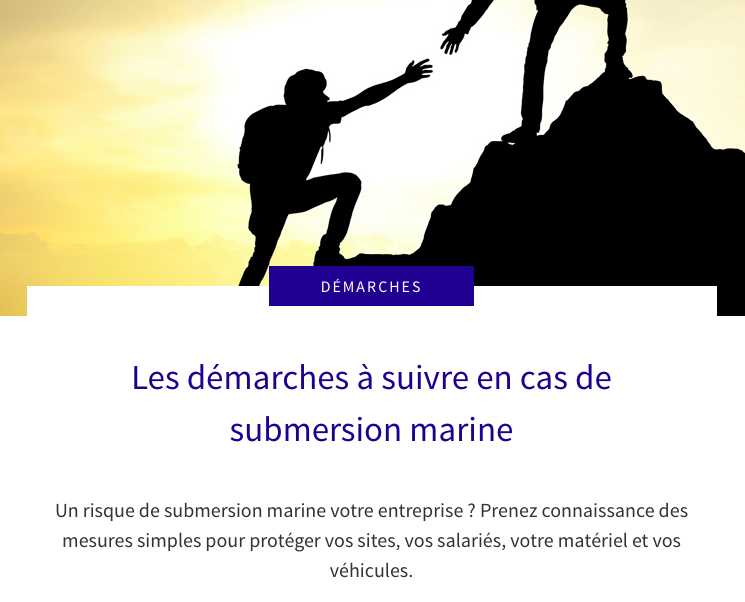 DÉMARCHES
Les démarches à suivre en cas de
submersion marine
Un risque de submersion marine votre entreprise ? Prenez connaissance des
mesures simples pour protéger vos sites, vos salariés, votre matériel et vos
véhicules.